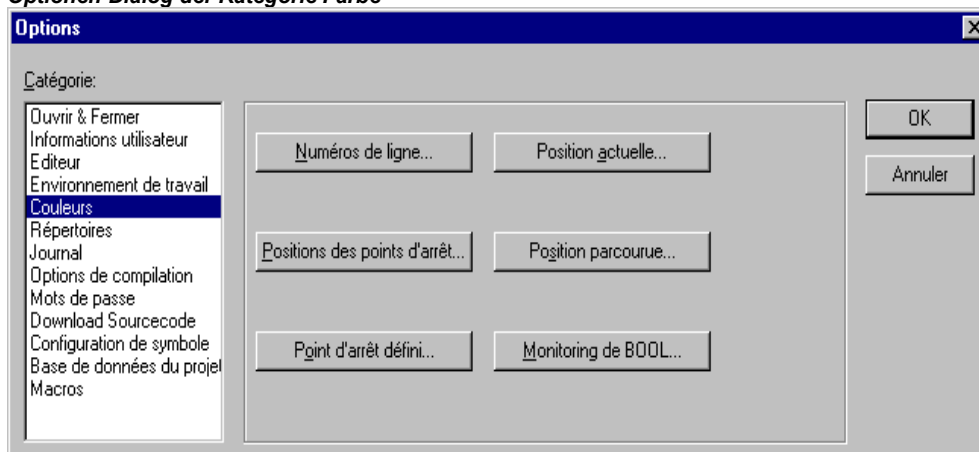 Optionen Dialog der Kategorie Farbe
Options
Catégorie:
Ouvrir & Fermer
Informations utilisateur
Editeur
Environnement de travail
Couleurs
Répertoires
Journal
Options de compilation
Mots de passe
Download Sourcecode
Configuration de symbole
Base de données du projet
Macros
Numéros de ligne...
Position actuelle...
Positions des points d'arrêt...
Position parcourue...
Point d'arrêt défini...
Monitoring de BOOL...
OK
Annuler